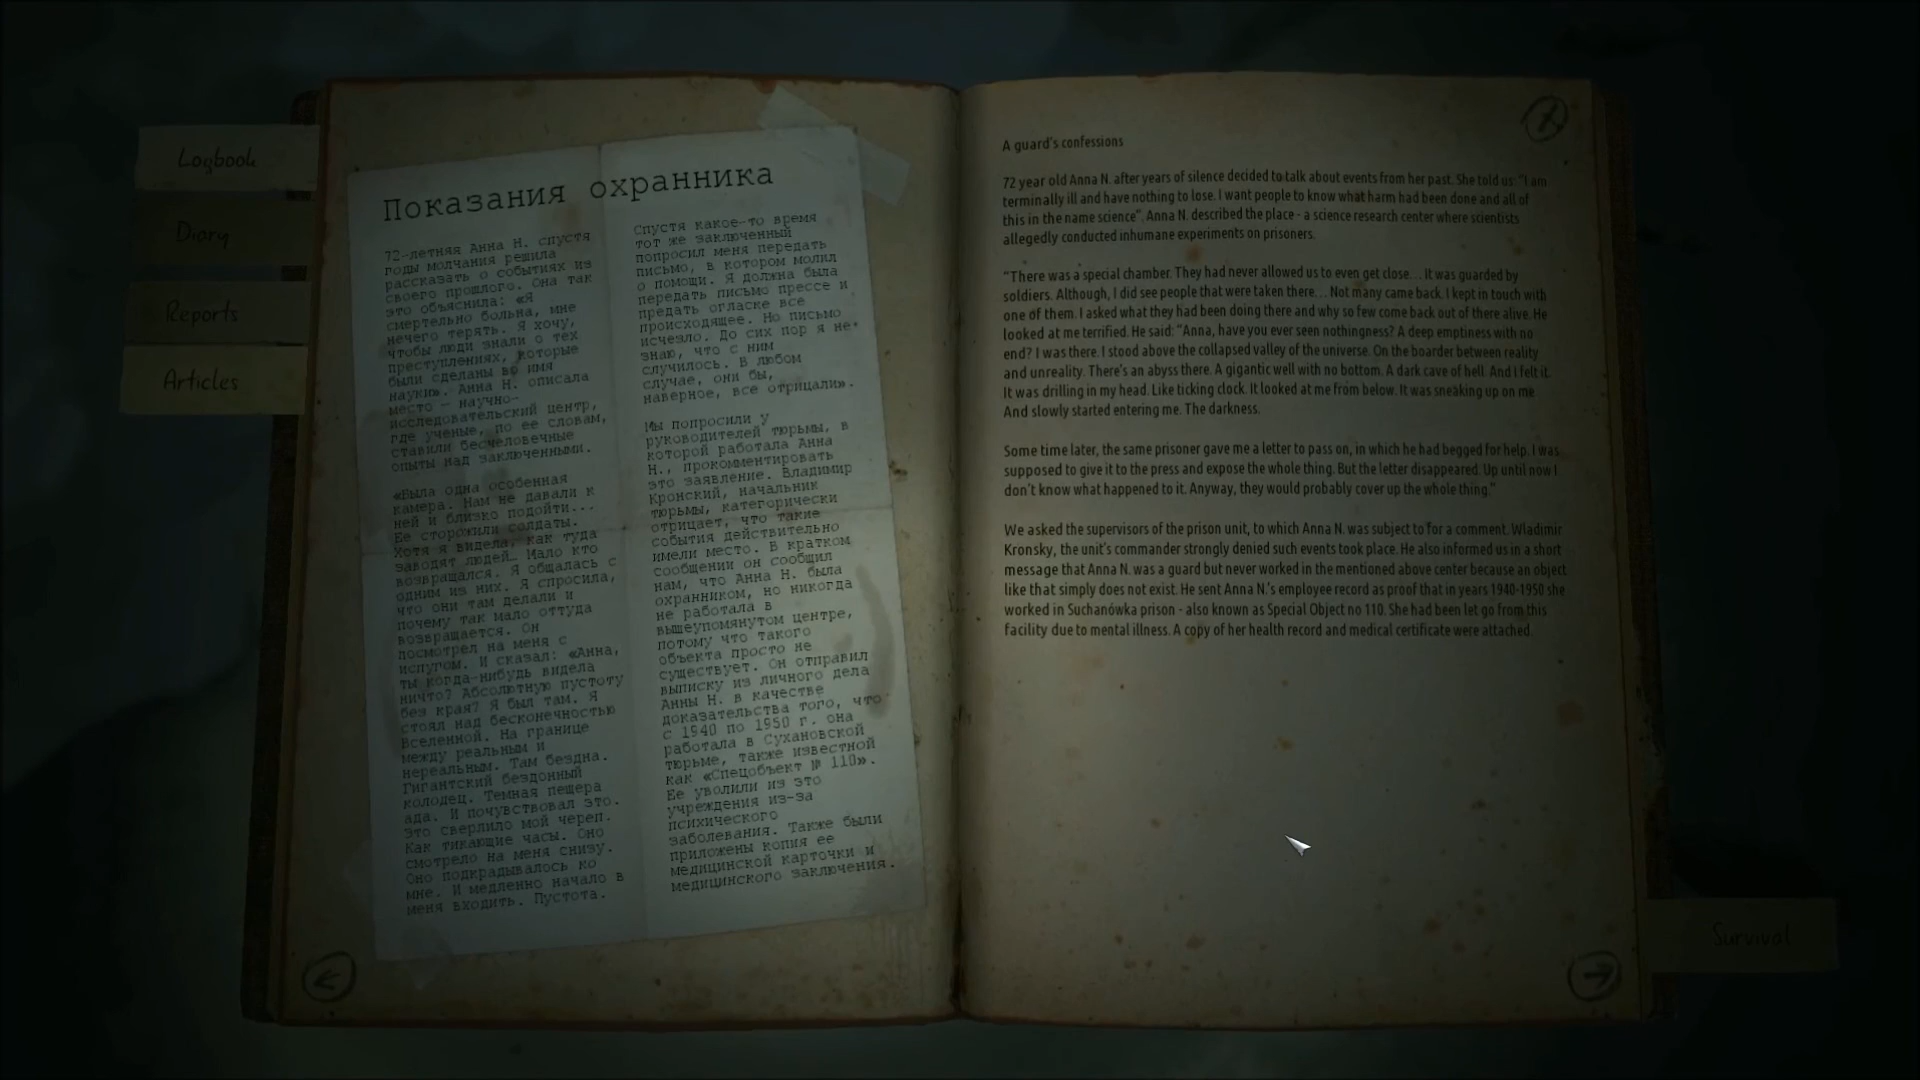 Logbook
Diary
Reports
Articles
Показания охранника
72-летняя Анна Н. спустя
годы молчания решила
рассказать о событиях из
своего прошлого. Она так
это объяснила: «Я
смертельно больна, мне
нечего терять. Я хочу,
чтобы люди знали о тех
преступлениях, которые
были сделаны во имя
науки». Анна Н. описала
место – научно-
исследовательский центр,
где ученые, по ее словам,
ставили бесчеловечные
опыты над заключенными.
«Была одна особенная
камера. Нам не давали к
ней и близко подойти...
Ее сторожили солдаты.
Хотя я видела, как туда
заводят людей… Мало кто
возвращался. Я общалась с
одним из них. Я спросила,
что они там делали и
почему так мало оттуда
возвращается. Он
посмотрел на меня с
испугом. И сказал: «Анна,
ты когда-нибудь видела
ничто? Абсолютную пустоту
без края? Я был там. Я
стоял над бесконечностью
Вселенной. На границе
между реальным и
нереальным. Там бездна.
Гигантский бездонный
колодец. Темная пещера
ада. И почувствовал это.
Это сверлило мой череп.
Как тикающие часы. Оно
смотрело на меня снизу.
Оно подкрадывалось ко
мне. И медленно начало в
меня входить. Пустота.
Спустя какое-то время
тот же заключенный
попросил меня передать
письмо, в котором молил
о помощи. Я должна была
передать письмо прессе и
предать огласке все
происходящее. Но письмо
исчезло. До сих пор я не
знаю, что с ним
случилось. В любом
случае, они бы,
наверное, все отрицали».
Мы попросили у
руководителей тюрьмы, в
которой работала Анна
Н., прокомментировать
это заявление. Владимир
Кронский, начальник
тюрьмы, категорически
отрицает, что такие
события действительно
имели место. В кратком
сообщении он сообщил
нам, что Анна Н. была
охранником, но никогда
не работала в
вышеупомянутом центре,
потому что такого
объекта просто не
существует. Он отправил
выписку из личного дела
Анны Н. в качестве
доказательства того, что
с 1940 по 1950 г. она
работала в Сухановской
тюрьме, также известной
как «Спецобъект № 110».
Ее уволили из это
учреждения из-за
психического
заболевания. Также были
приложены копия ее
медицинской карточки и
медицинского заключения.
A guard's confessions
72 year old Anna N. after years of silence decided to talk about events from her past. She told us: "I am
terminally ill and have nothing to lose. I want people to know what harm had been done and all of
this in the name science". Anna N. described the place - a science research center where scientists
allegedly conducted inhumane experiments on prisoners.
"There was a special chamber. They had never allowed us to even get close... It was guarded by
soldiers. Although, I did see people that were taken there... Not many came back. I kept in touch with
one of them. I asked what they had been doing there and why so few come back out of there alive. He
looked at me terrified. He said: "Anna, have you ever seen nothingness? A deep emptiness with no
end? I was there. I stood above the collapsed valley of the universe. On the boarder between reality
and unreality. There's an abyss there. A gigantic well with no bottom. A dark cave of hell. And I felt it.
It was drilling in my head. Like ticking clock. It looked at me from below. It was sneaking up on me.
And slowly started entering me. The darkness.
Some time later, the same prisoner gave me a letter to pass on, in which he had begged for help. I was
supposed to give it to the press and expose the whole thing. But the letter disappeared. Up until now I
don't know what happened to it. Anyway, they would probably cover up the whole thing."
We asked the supervisors of the prison unit, to which Anna N. was subject to for a comment. Wladimir
Kronsky, the unit's commander strongly denied such events took place. He also informed us in a short
message that Anna N. was a guard but never worked in the mentioned above center because an object
like that simply does not exist. He sent Anna N.'s employee record as proof that in years 1940-1950 she
worked in Suchanówka prison - also known as Special Object no 110. She had been let go from this
facility due to mental illness. A copy of her health record and medical certificate were attached.
Survival